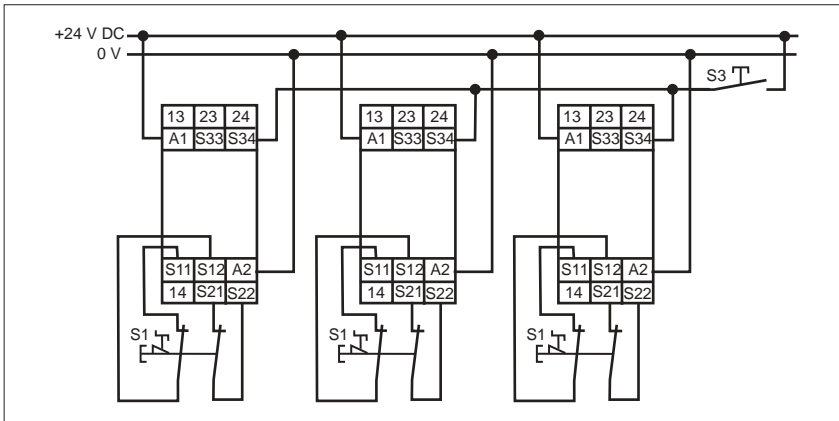 +24 V DC
0 V
S3
13 23 24 13 23 24 13 23 24
A1 S33 S34 A1 S33 S34 A1 S33 S34
S11 S12 A2 S11 S12 A2 S11 S12 A2
14 S21 S22 14 S21 S22 14 S21 S22
S1 S1 S1